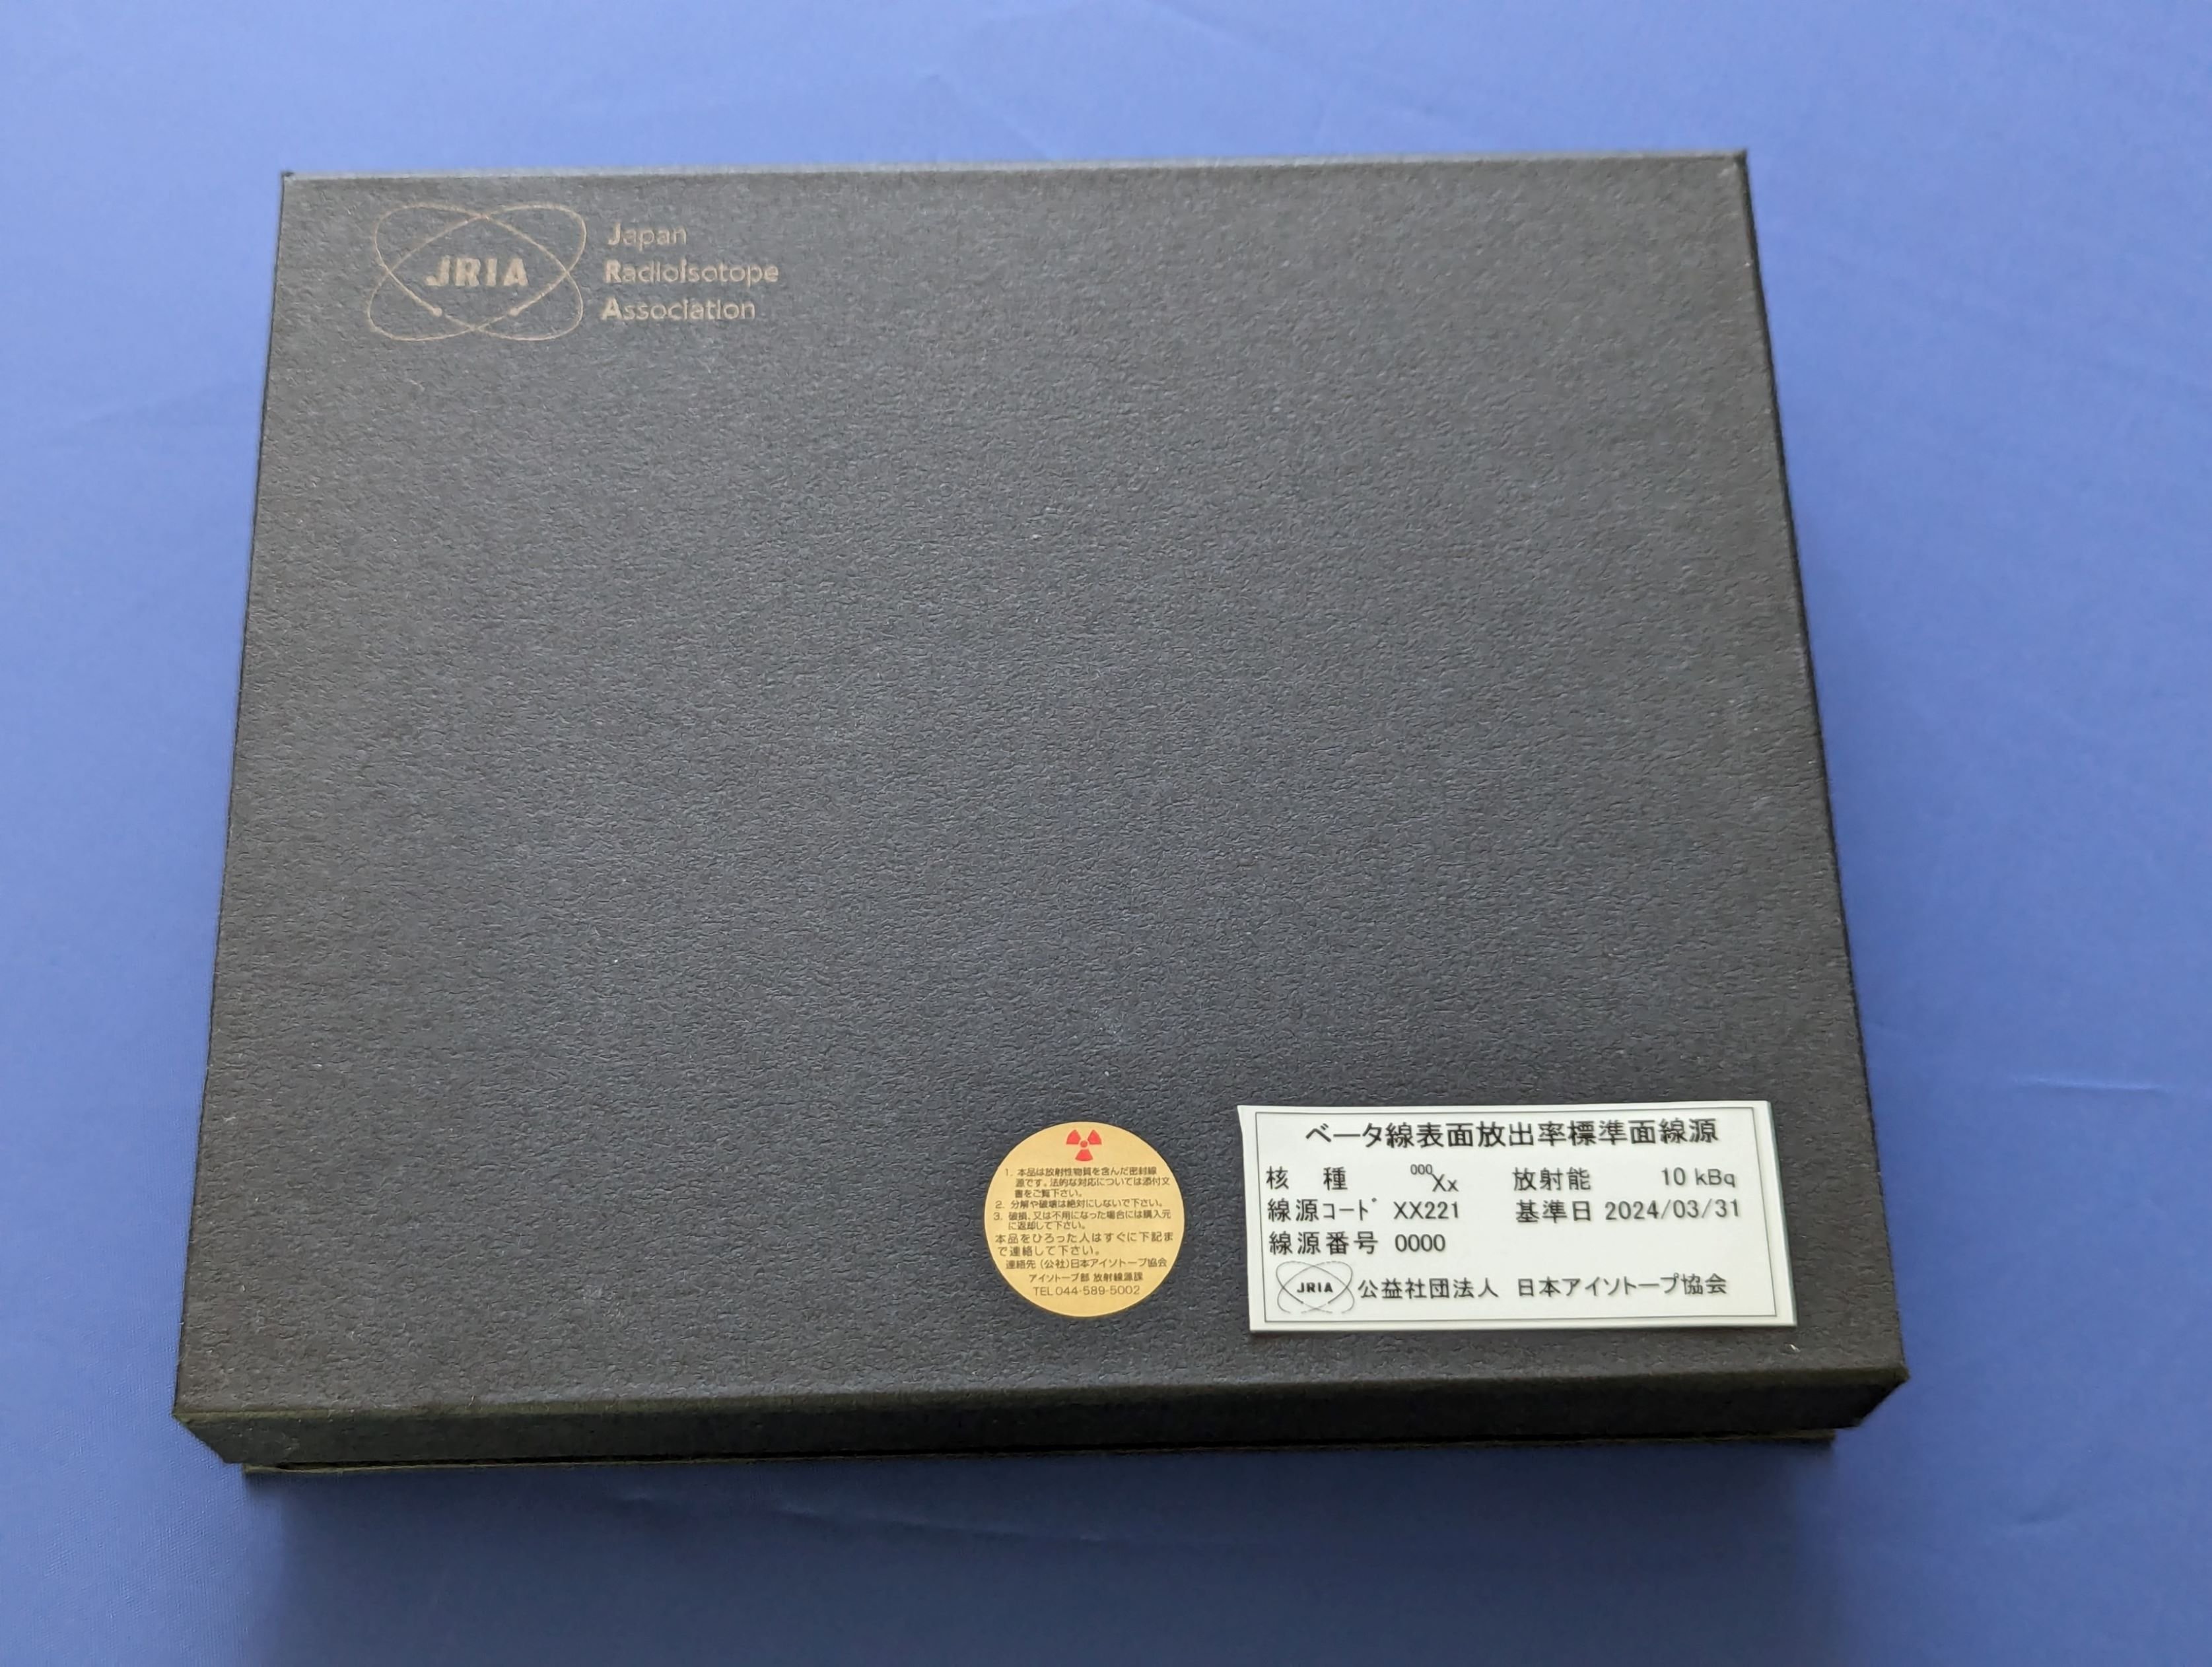 JRIA
Japan
RadioIsotope
Association
1. 本品は放射性物質を含んだ密封線
源です。法的な対応については添付文
書をご覧下さい。
2. 分解や破壊は絶対にしないで下さい。
3. 破損、又は不用になった場合には購入元
に返却して下さい。
本品をひろった人はすぐに下記ま
で連絡して下さい。
連絡先 (公社)日本アイソトープ協会
アイソトープ部 放射線源課
TEL 044-589-5002
ベータ線表面放出率標準面線源
核 種 000Xx 放射能 10 kBq
線源コード XX221 基準日 2024/03/31
線源番号 0000
JRIA 公益社団法人 日本アイソトープ協会